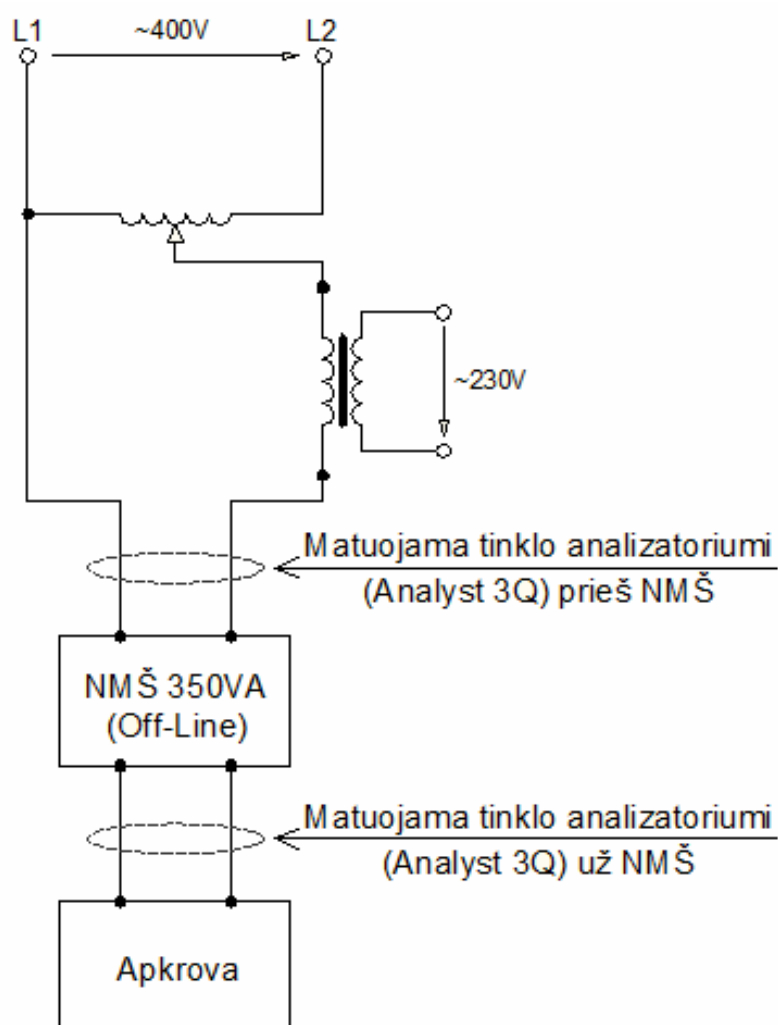 L1
~400V
L2
~230V
Matuojama tinklo analizatoriumi
(Analyst 3Q) prieš NMŠ
NMŠ 350VA
(Off-Line)
Matuojama tinklo analizatoriumi
(Analyst 3Q) už NMŠ
Apkrova